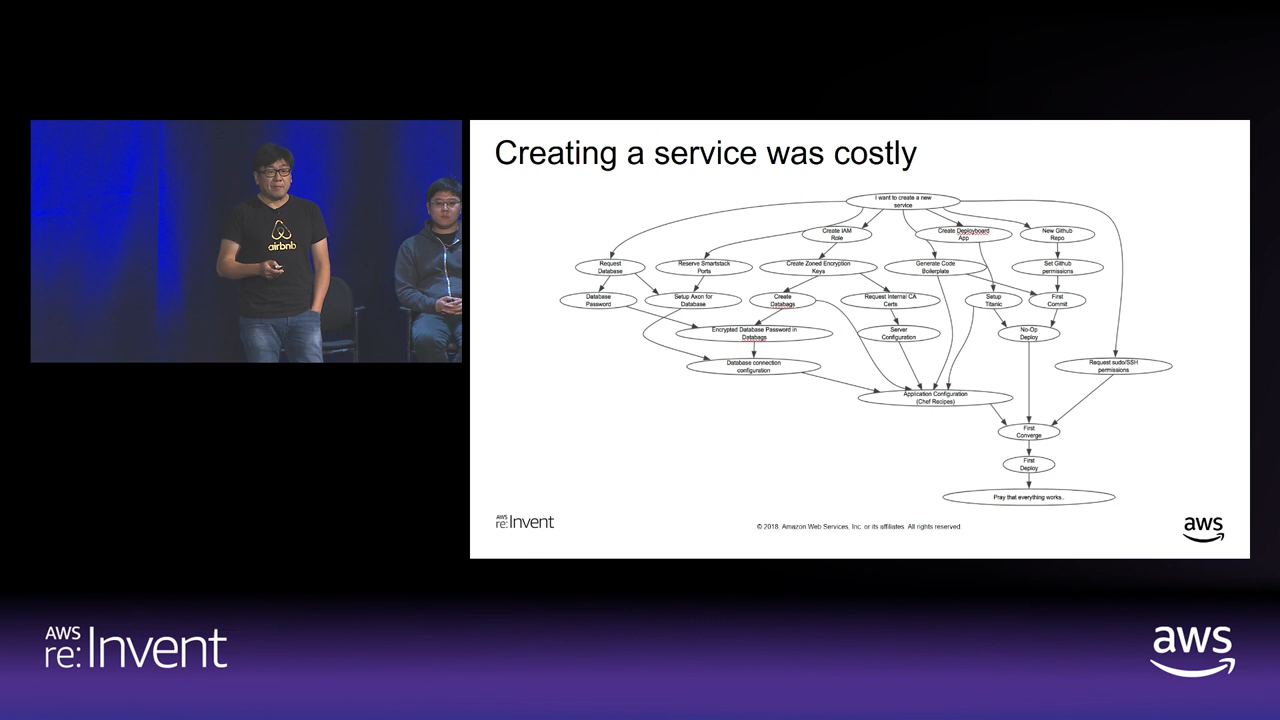 airbnb
Creating a service was costly
I want to create a new
service
Create IAM
Role
Create Deployboard
App
New Github
Repo
Request
Database
Reserve Smartstack
Ports
Create Zoned Encryption
Keys
Generate Code
Boilerplate
Set Github
permissions
Database
Password
Setup Axon for
Database
Create
Databags
Request Internal CA
Certs
Setup
Titanic
First
Commit
Encrypted Database Password in
Databags
Server
Configuration
No-Op
Deploy
Database connection
configuration
Request sudo/SSH
permissions
Application Configuration
(Chef Recipes)
First
Converge
First
Deploy
Pray that everything works..
AWS
re:Invent
© 2018, Amazon Web Services, Inc. or its affiliates. All rights reserved.
aws
AWS
re:Invent
aws